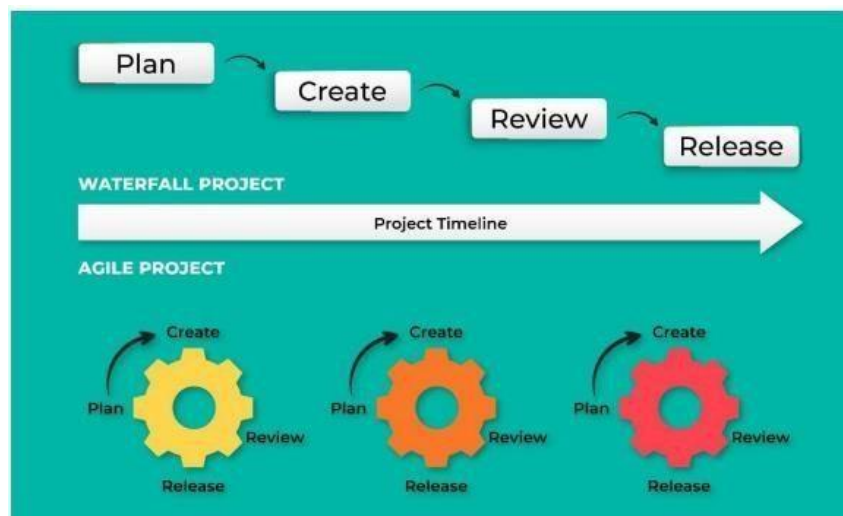 Plan
Create
Review
Release
WATERFALL PROJECT
Project Timeline
AGILE PROJECT
Create
Plan
Review
Release
Create
Plan
Review
Release
Create
Plan
Review
Release